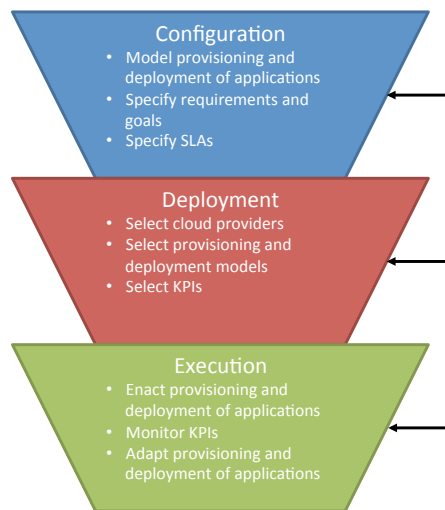 Configuration
• Model provisioning and
deployment of applications
• Specify requirements and
goals
• Specify SLAs
Deployment
• Select cloud providers
• Select provisioning and
deployment models
• Select KPIs
Execution
• Enact provisioning and
deployment of applications
• Monitor KPIs
• Adapt provisioning and
deployment of applications